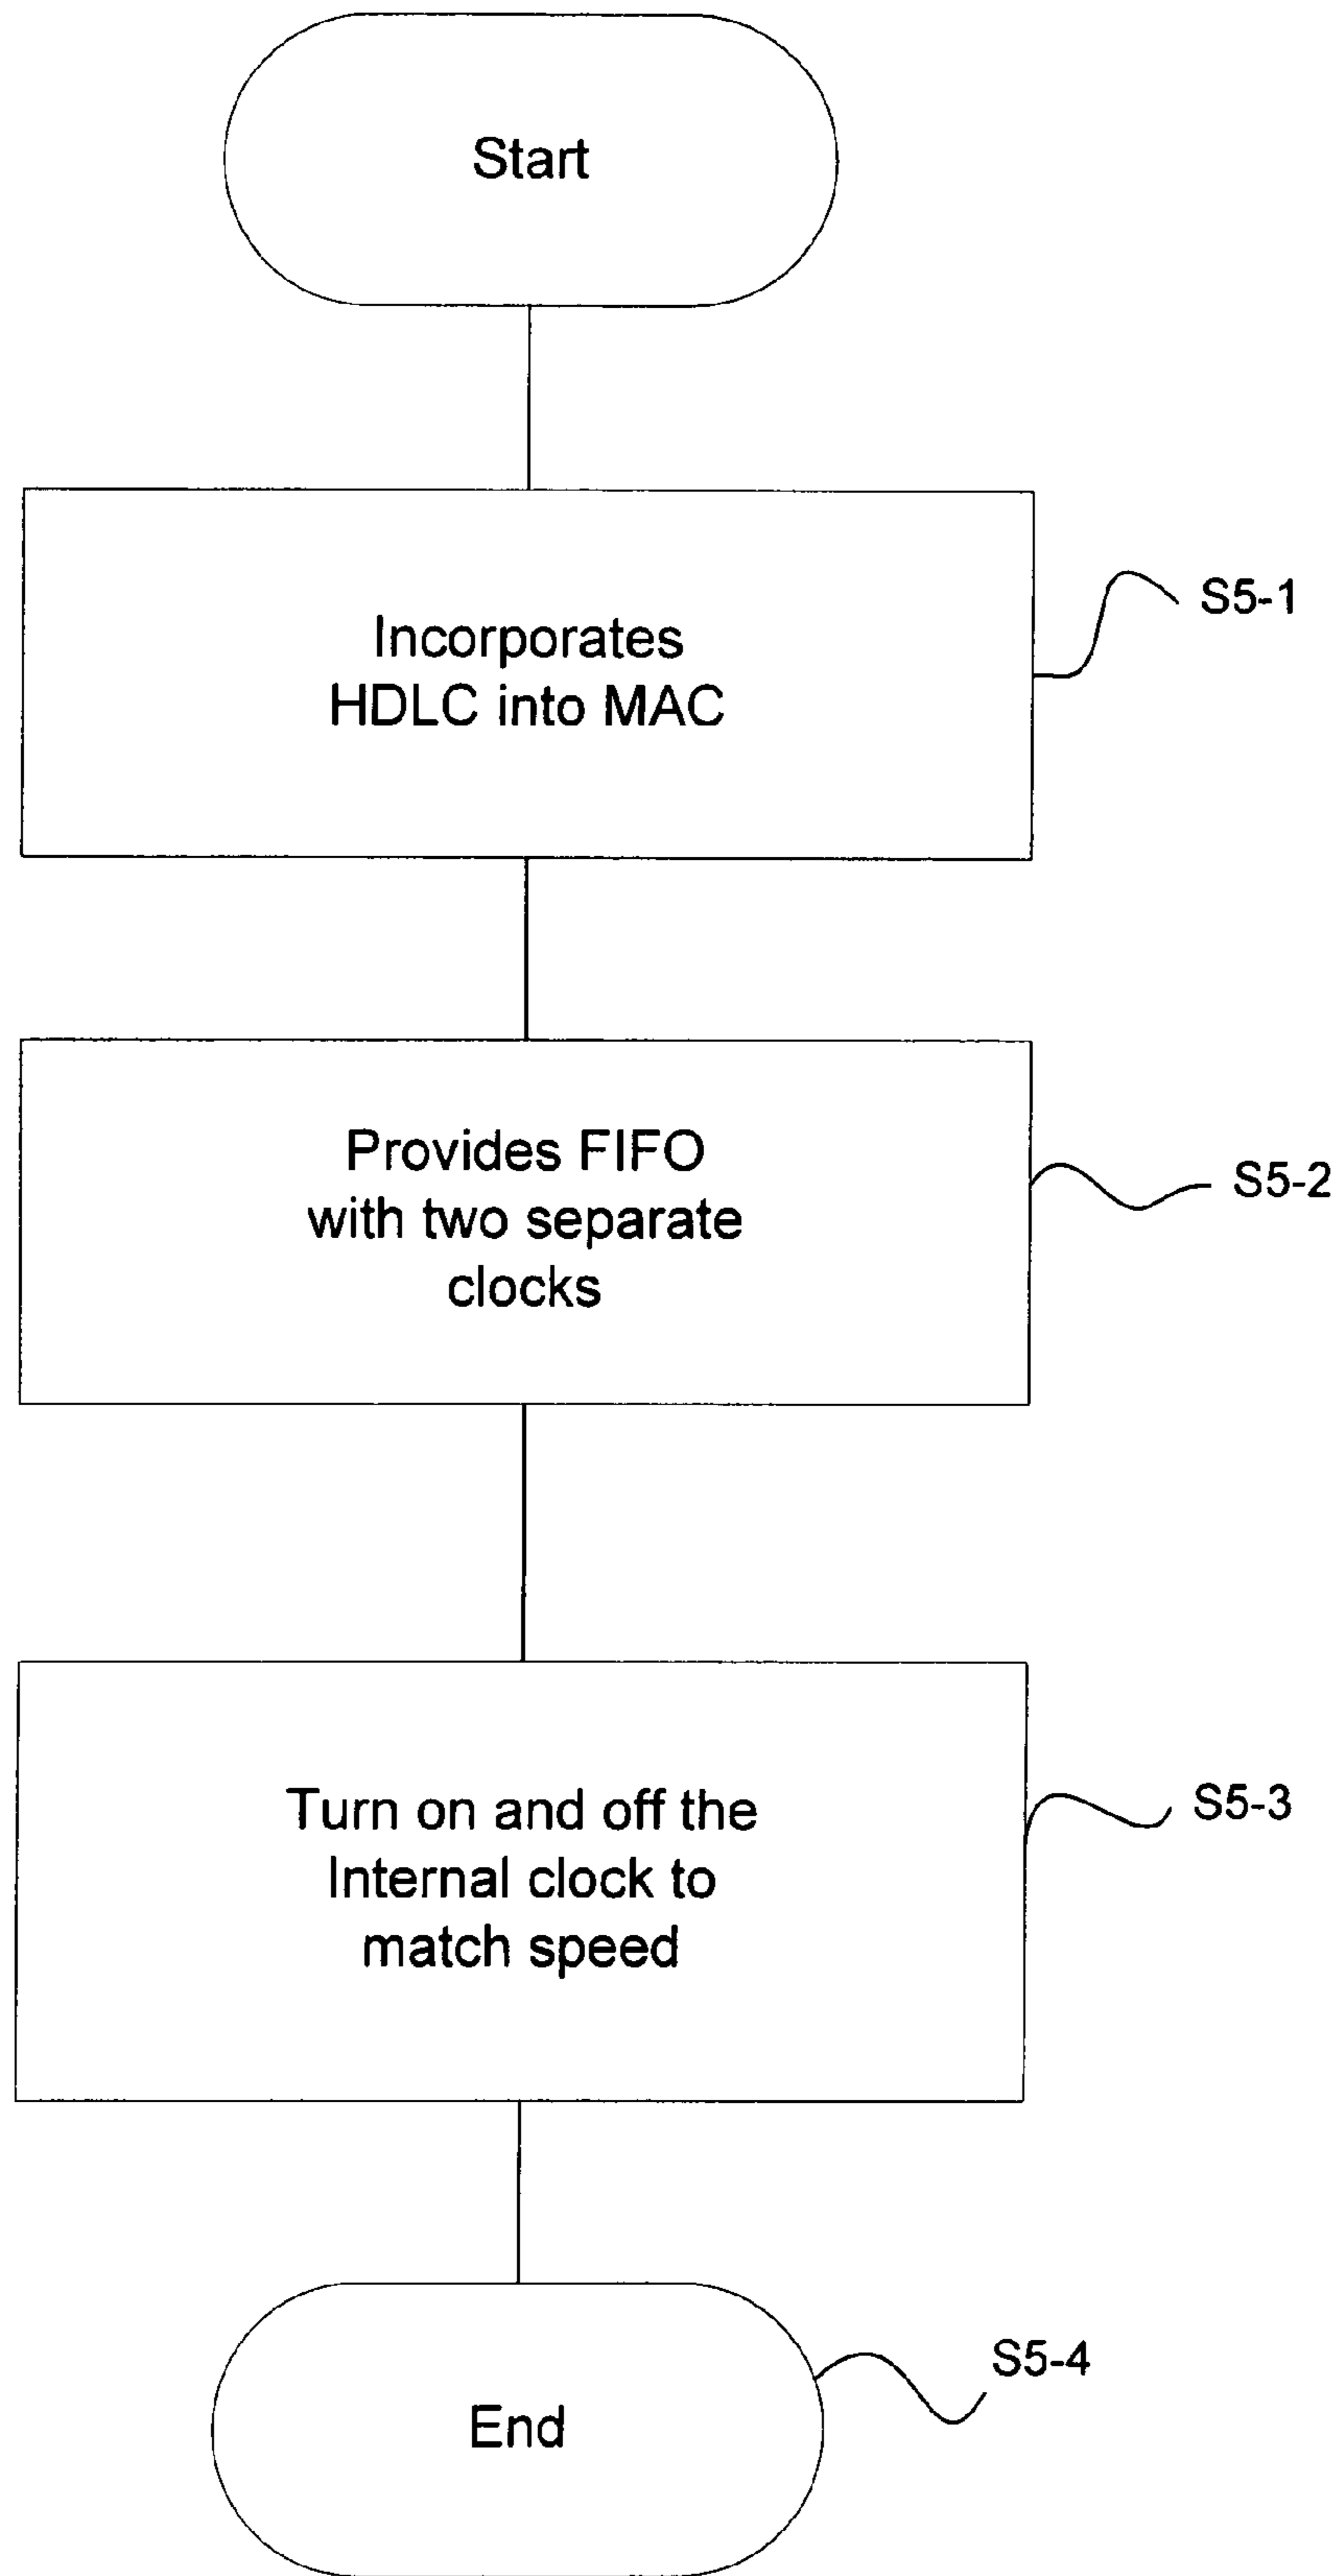 Start
Incorporates
HDLC into MAC
S5-1
Provides FIFO
with two separate
clocks
S5-2
Turn on and off the
Internal clock to
match speed
S5-3
End
S5-4